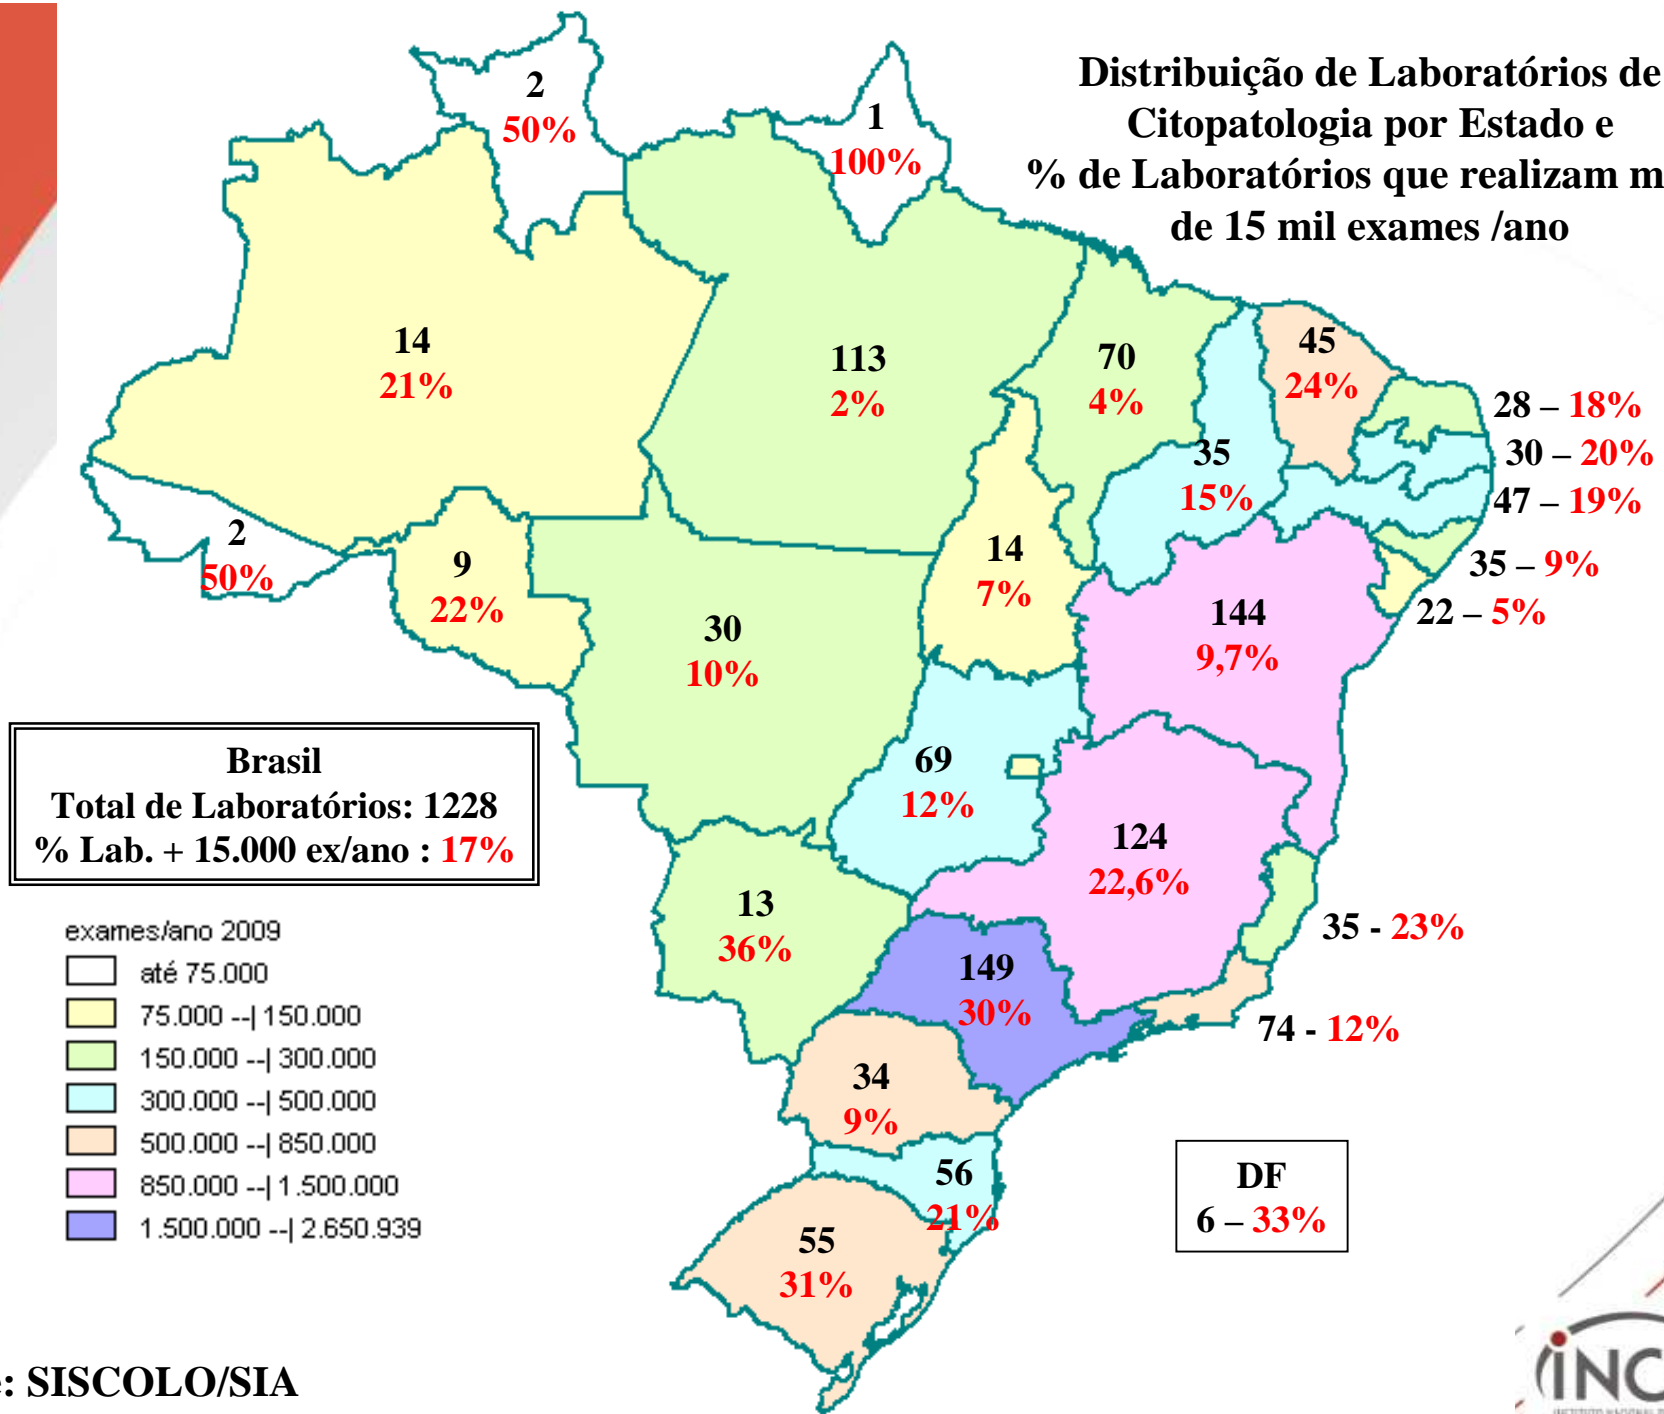 Distribuição de Laboratórios de
Citopatologia por Estado e
% de Laboratórios que realizam
de 15 mil exames /ano
2
50%
1
100%
14
21%
113
2%
70
4%
45
24%
28 – 18%
30 – 20%
47 – 19%
35 – 9%
22 – 5%
35
15%
2
50%
9
22%
14
7%
30
10%
144
9,7%
69
12%
124
22,6%
13
36%
149
30%
35 - 23%
74 - 12%
34
9%
56
21%
55
31%
DF
6 – 33%
Brasil
Total de Laboratórios: 1228
% Lab. + 15.000 ex/ano : 17%
exames/ano 2009
até 75.000
75.000 --| 150.000
150.000 --| 300.000
300.000 --| 500.000
500.000 --| 850.000
850.000 --| 1.500.000
1.500.000 --| 2.650.939
: SISCOLO/SIA
INC